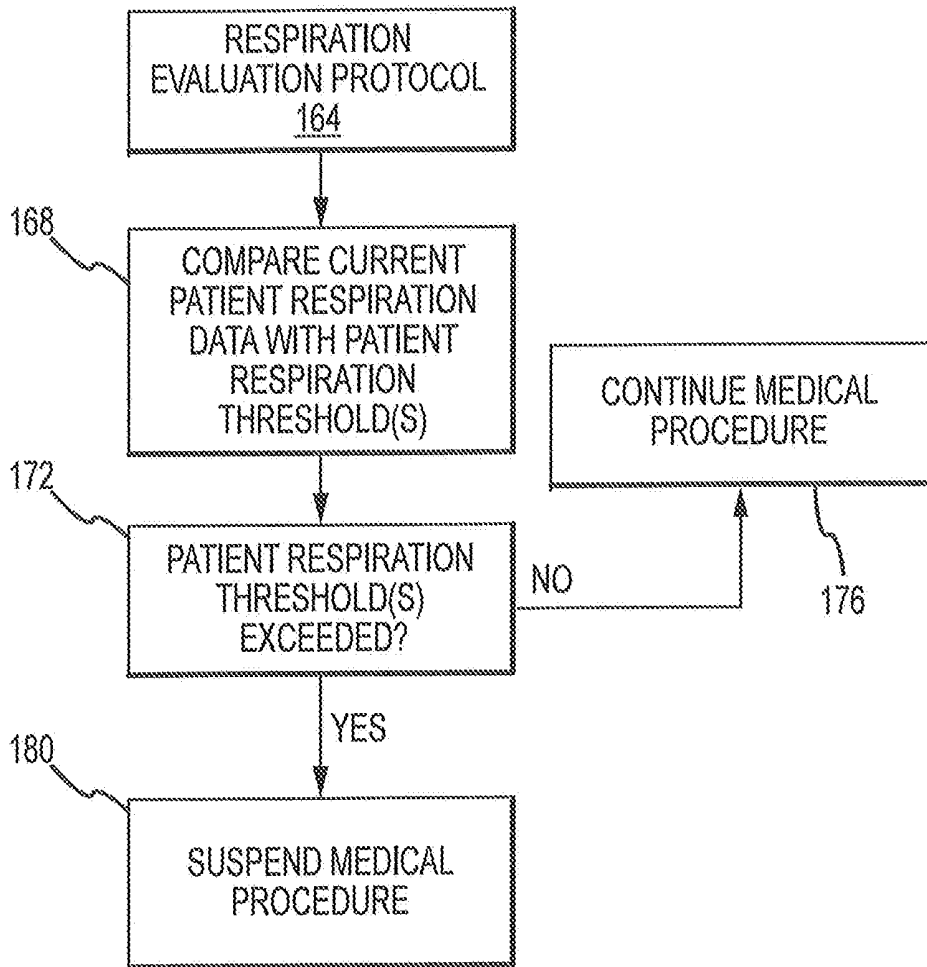 RESPIRATION
EVALUATION PROTOCOL
164
168
COMPARE CURRENT
PATIENT RESPIRATION
DATA WITH PATIENT
RESPIRATION
THRESHOLD(S)
CONTINUE MEDICAL
PROCEDURE
176
172
PATIENT RESPIRATION
THRESHOLD(S)
EXCEEDED?
NO
YES
180
SUSPEND MEDICAL
PROCEDURE